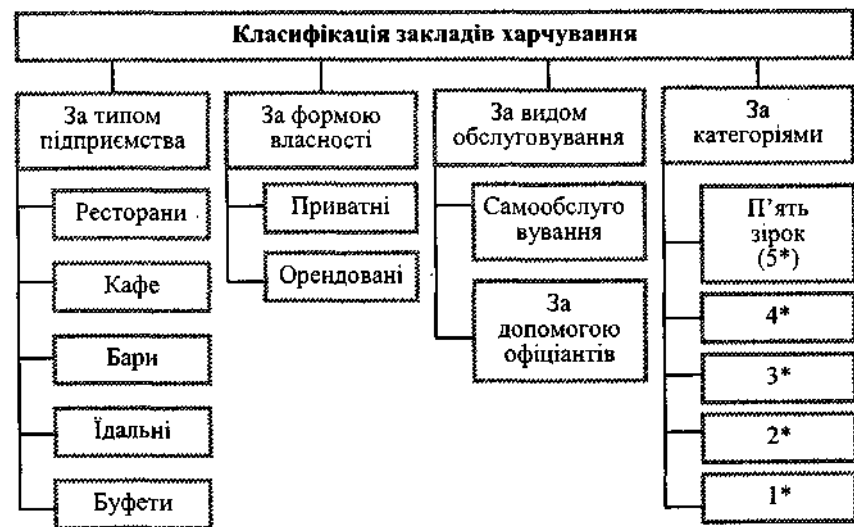 Класифікація закладів харчування
За типом
підприємства
Ресторани
Кафе
Бари
Їдальні
Буфети
За формою
власності
Приватні
Орендовані
За видом
обслуговування
Самообслуго
вування
За
допомогою
офіціантів
За
категоріями
П’ять
зірок
(5*)
4*
3*
2*
1*